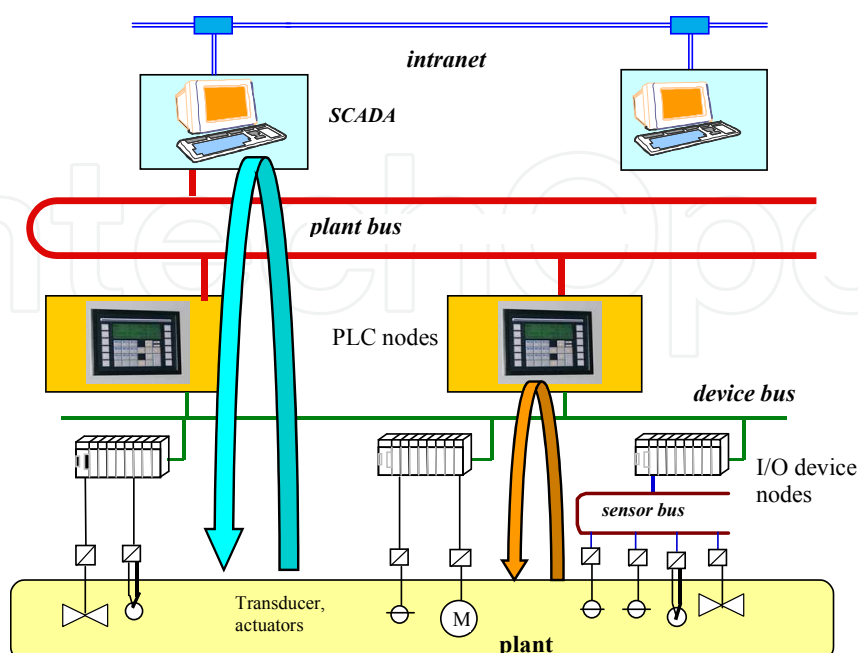 intranet
SCADA
plant bus
PLC nodes
device bus
I/O device
nodes
sensor bus
Transducer,
actuators
M
plant